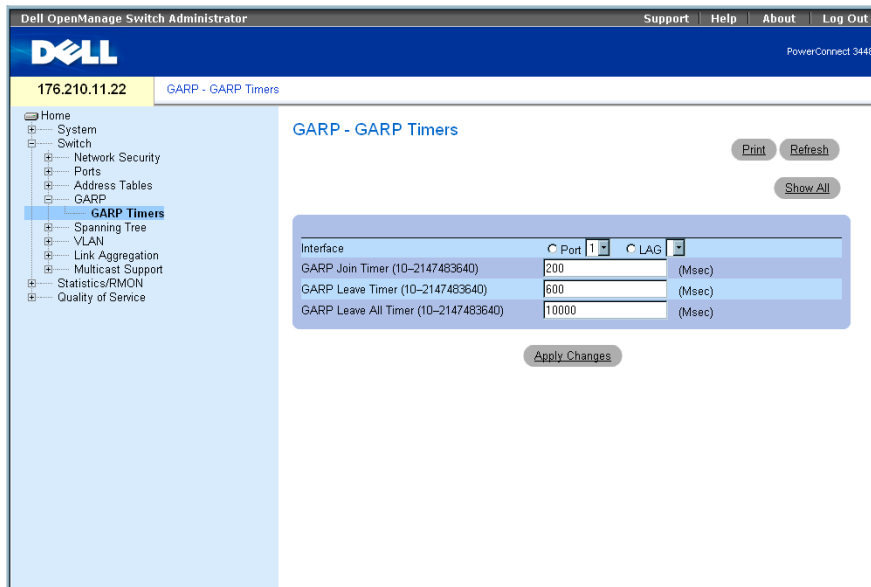 Dell OpenManage Switch Administrator Support Help About Log Out
DELL
PowerConnect 3448
176.210.11.22 GARP - GARP Timers
Home
System
Switch
Network Security
Ports
Address Tables
GARP
GARP Timers
Spanning Tree
VLAN
Link Aggregation
Multicast Support
Statistics/RMON
Quality of Service
GARP - GARP Timers
Print Refresh
Show All
Interface Port 1 LAG
GARP Join Timer (10–2147483640) 200 (Msec)
GARP Leave Timer (10–2147483640) 600 (Msec)
GARP Leave All Timer (10–2147483640) 10000 (Msec)
Apply Changes